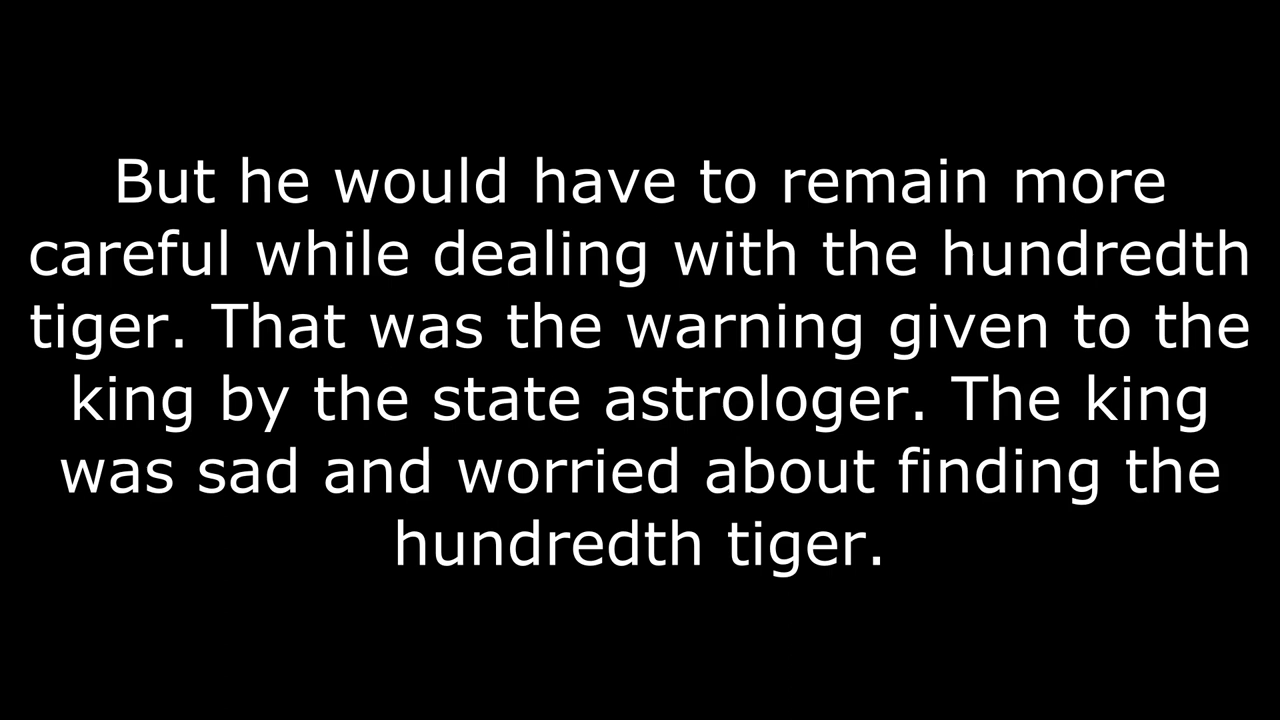 But he would have to remain more
careful while dealing with the hundredth
tiger. That was the warning given to the
king by the state astrologer. The king
was sad and worried about finding the
hundredth tiger.